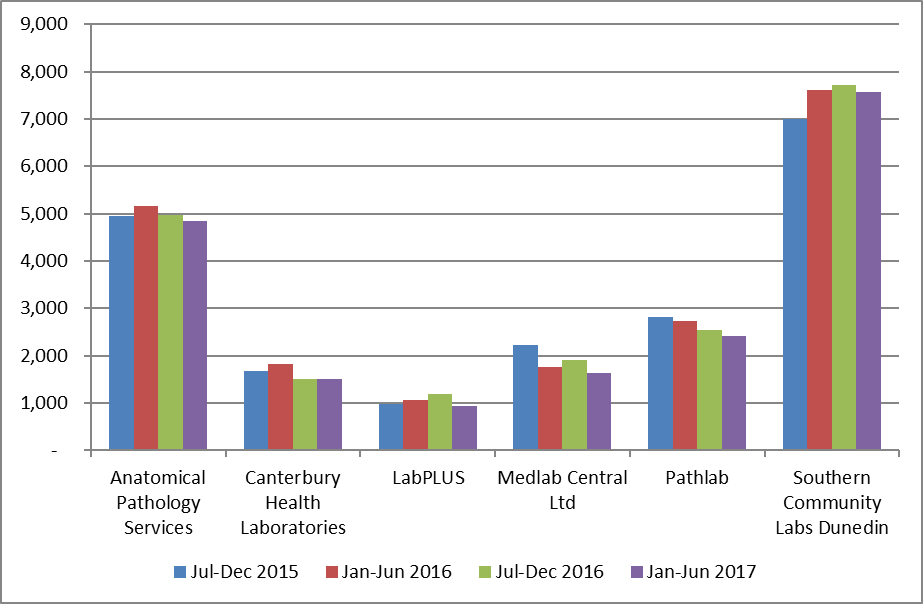 9,000
8,000
7,000
6,000
5,000
4,000
3,000
2,000
1,000
-
Anatomical
Pathology
Services
Canterbury
Health
Laboratories
LabPLUS
Medlab Central
Ltd
Pathlab
Southern
Community
Labs Dunedin
Jul-Dec 2015 Jan-Jun 2016 Jul-Dec 2016 Jan-Jun 2017